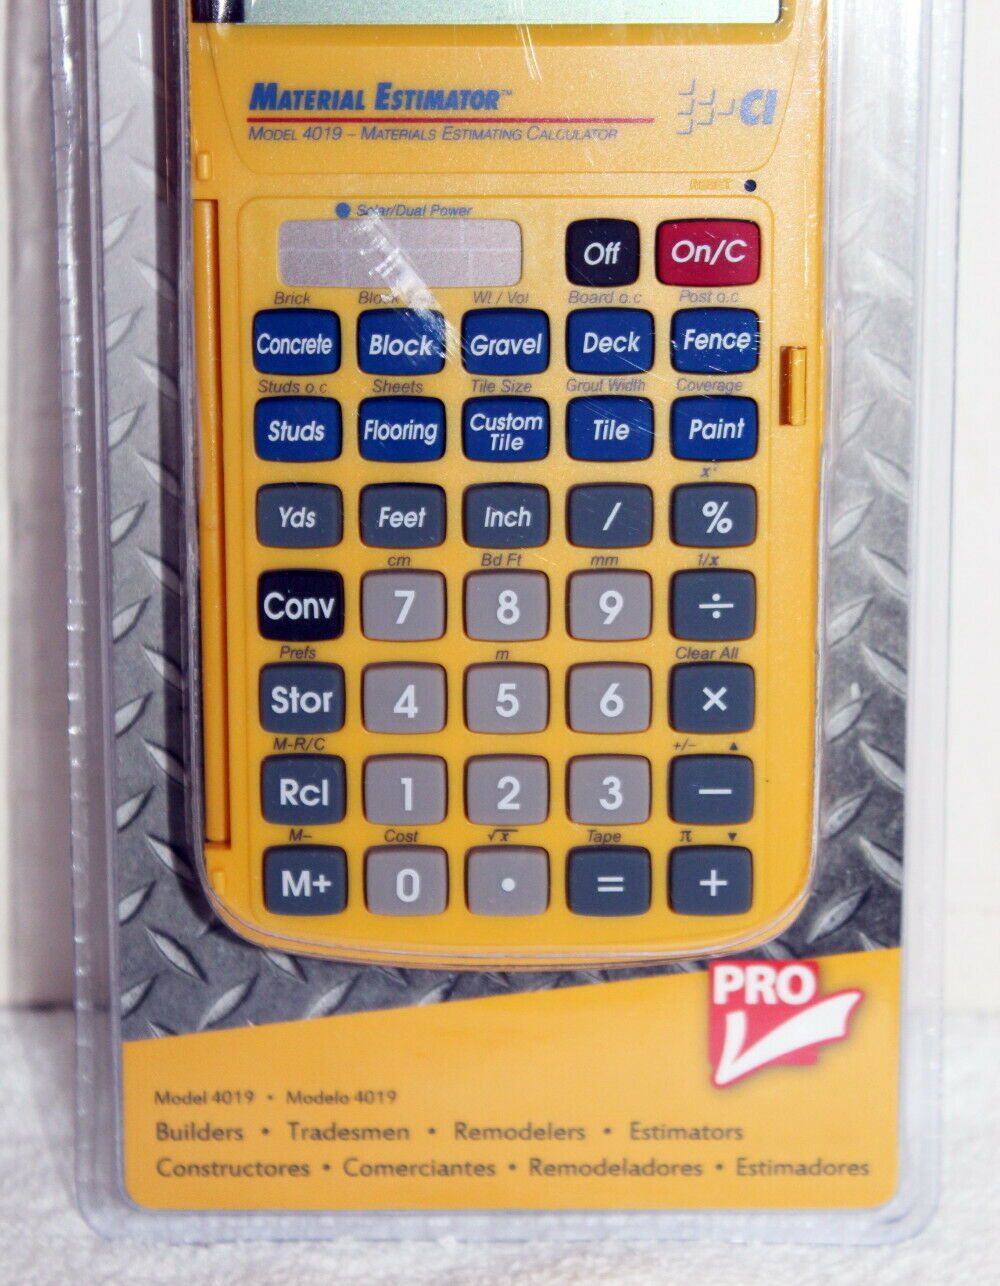 MATERIAL ESTIMATOR™
CI
MODEL 4019 – MATERIALS ESTIMATING CALCULATOR
RESET
Solar/Dual Power
Off On/C
Brick Block Wt / Vol Board o.c Post o.c.
Concrete Block Gravel Deck Fence
Studs o.c Sheets Tile Size Grout Width Coverage
Studs Flooring Custom Tile Tile Paint
x²
Yds Feet Inch / %
cm Bd Ft mm 1/x
Conv 7 8 9 ÷
Prefs m Clear All
Stor 4 5 6 ×
M-R/C +/− ▲
Rcl 1 2 3 −
M− Cost √x Tape π ▼
M+ 0 • = +
PRO
Model 4019 • Modelo 4019
Builders • Tradesmen • Remodelers • Estimators
Constructores • Comerciantes • Remodeladores • Estimadores